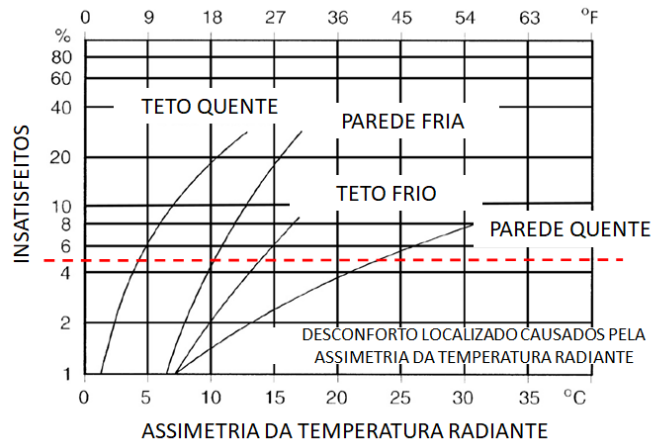 0 9 18 27 36 45 54 63 °F
%
80
60
40
20
10
8
6
4
2
1
INSATISFEITOS
TETO QUENTE
PAREDE FRIA
TETO FRIO
PAREDE QUENTE
DESCONFORTO LOCALIZADO CAUSADOS PELA
ASSIMETRIA DA TEMPERATURA RADIANTE
0 5 10 15 20 25 30 35 °C
ASSIMETRIA DA TEMPERATURA RADIANTE